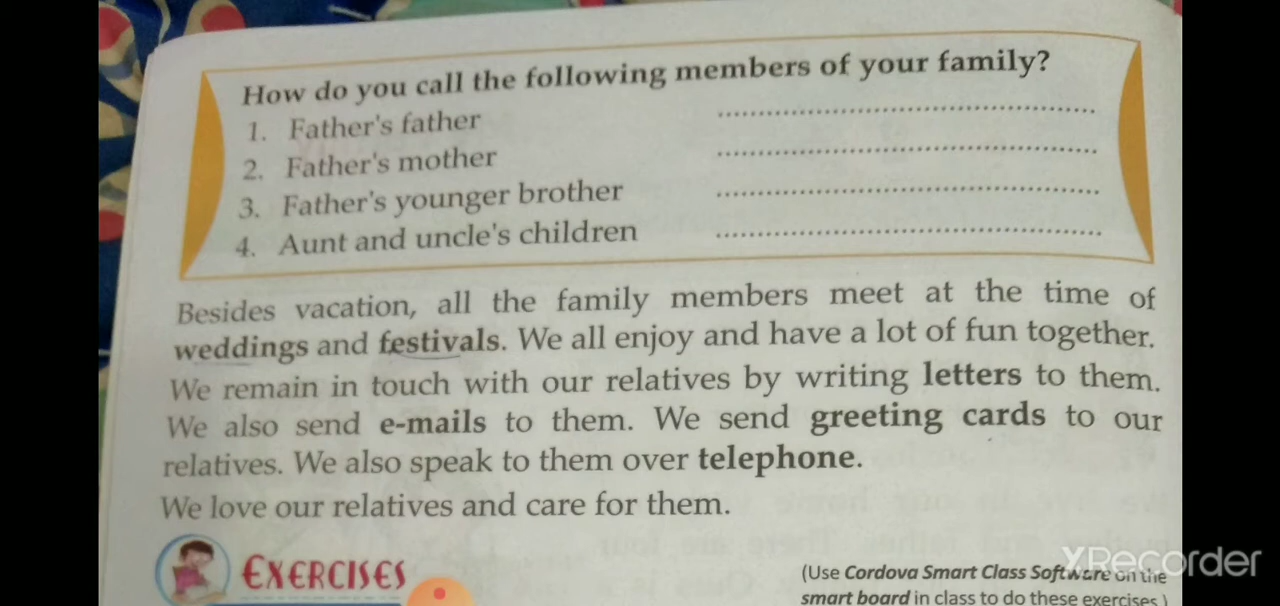 How do you call the following members of your family?
1. Father's father ........................................
2. Father's mother ........................................
3. Father's younger brother ........................................
4. Aunt and uncle's children ........................................
Besides vacation, all the family members meet at the time of
weddings and festivals. We all enjoy and have a lot of fun together.
We remain in touch with our relatives by writing letters to them.
We also send e-mails to them. We send greeting cards to our
relatives. We also speak to them over telephone.
We love our relatives and care for them.
EXERCISES
(Use Cordova Smart Class Software on the
smart board in class to do these exercises.)
XRecorder